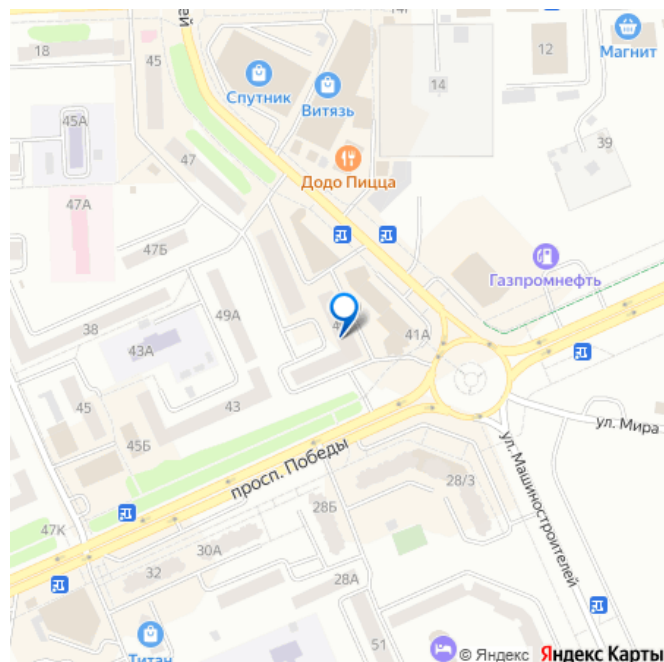 18
45
ей
14
12
Магнит
Спутник
Витязь
45А
39
47
Додо Пицца
47А
47Б
Газпромнефть
49А
38
41А
43А
45
43
ул. Мира
45Б
просп. Победы
ул. Машиностроителей
28/3
47К
28Б
30А
32
28А
51
Титан
© Яндекс Яндекс Карты